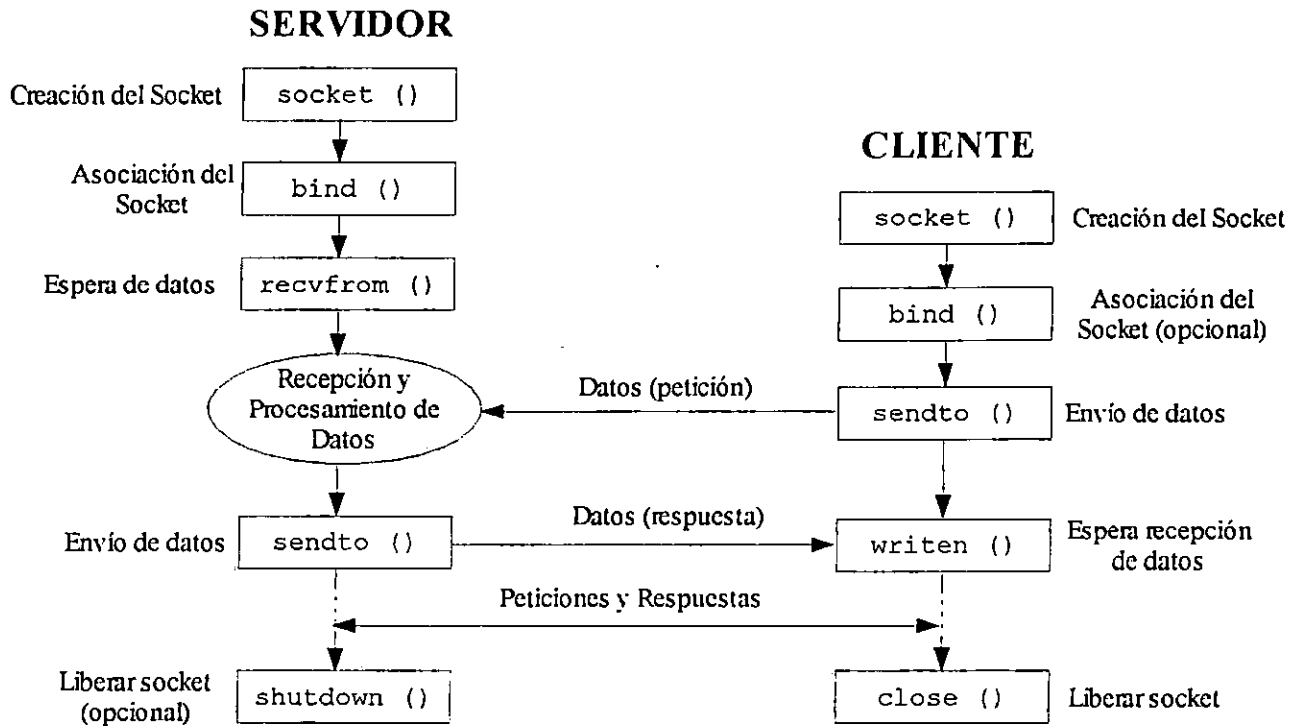 SERVIDOR
Creación del Socket
socket ()
CLIENTE
Asociación del
Socket
bind ()
socket ()
Creación del Socket
Espera de datos
recvfrom ()
bind ()
Asociación del
Socket (opcional)
Recepción y
Procesamiento de
Datos
Datos (petición)
sendto ()
Envío de datos
Envío de datos
sendto ()
Datos (respuesta)
writen ()
Espera recepción
de datos
Peticiones y Respuestas
Liberar socket
(opcional)
shutdown ()
close ()
Liberar socket